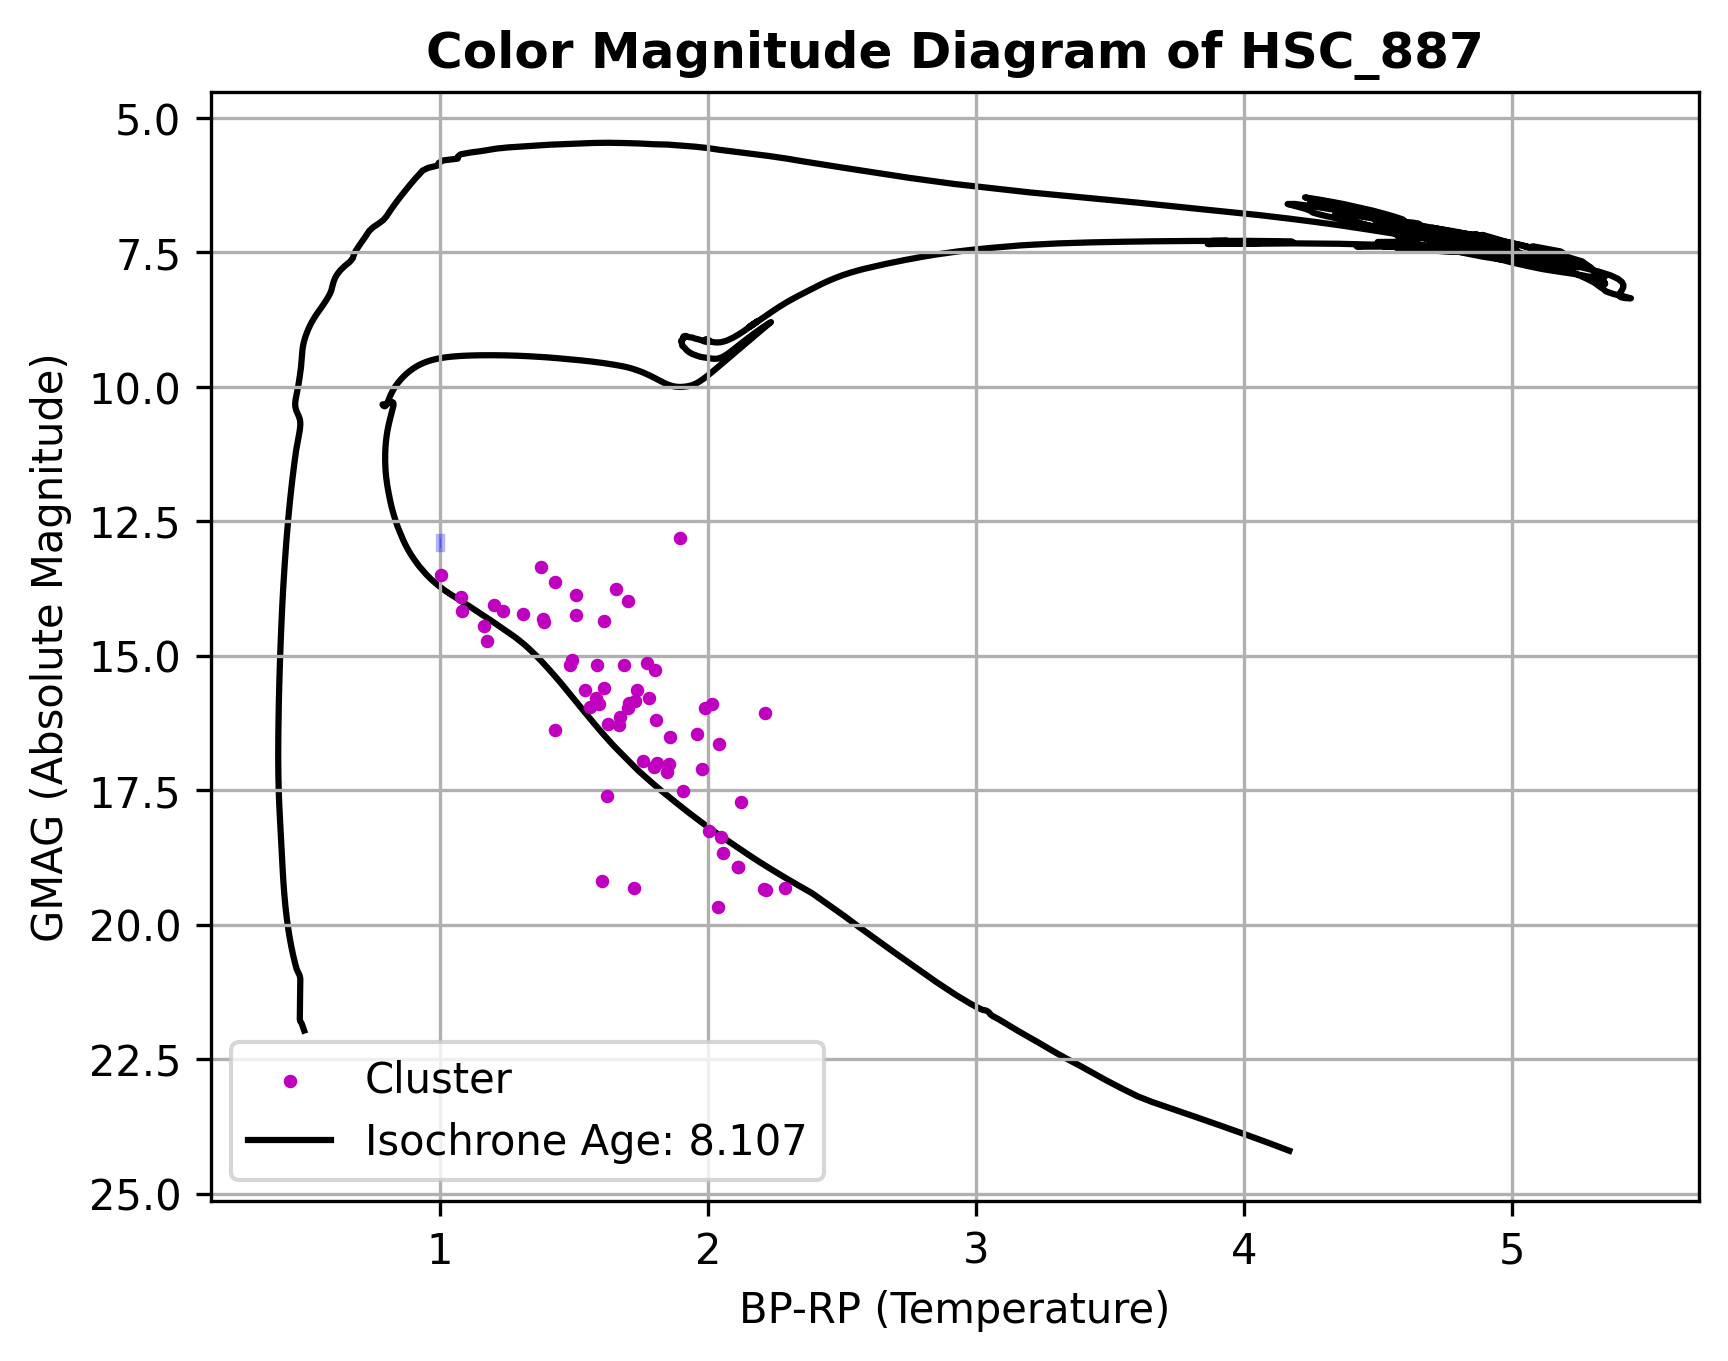 Color Magnitude Diagram of HSC_887
5.0
7.5
10.0
12.5
15.0
17.5
20.0
22.5
25.0
GMAG (Absolute Magnitude)
Cluster
Isochrone Age: 8.107
1 2 3 4 5
BP-RP (Temperature)